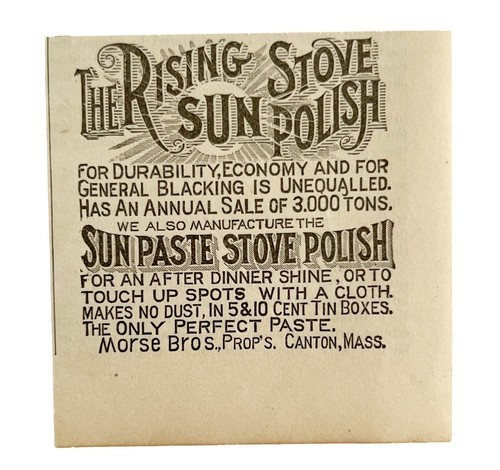 THE RISING SUN STOVE POLISH
FOR DURABILITY, ECONOMY AND FOR
GENERAL BLACKING IS UNEQUALLED.
HAS AN ANNUAL SALE OF 3.000 TONS.
WE ALSO MANUFACTURE THE
SUN PASTE STOVE POLISH
FOR AN AFTER DINNER SHINE, OR TO
TOUCH UP SPOTS WITH A CLOTH.
MAKES NO DUST, IN 5&10 CENT TIN BOXES.
THE ONLY PERFECT PASTE.
MORSE BROS., PROP'S. CANTON, MASS.